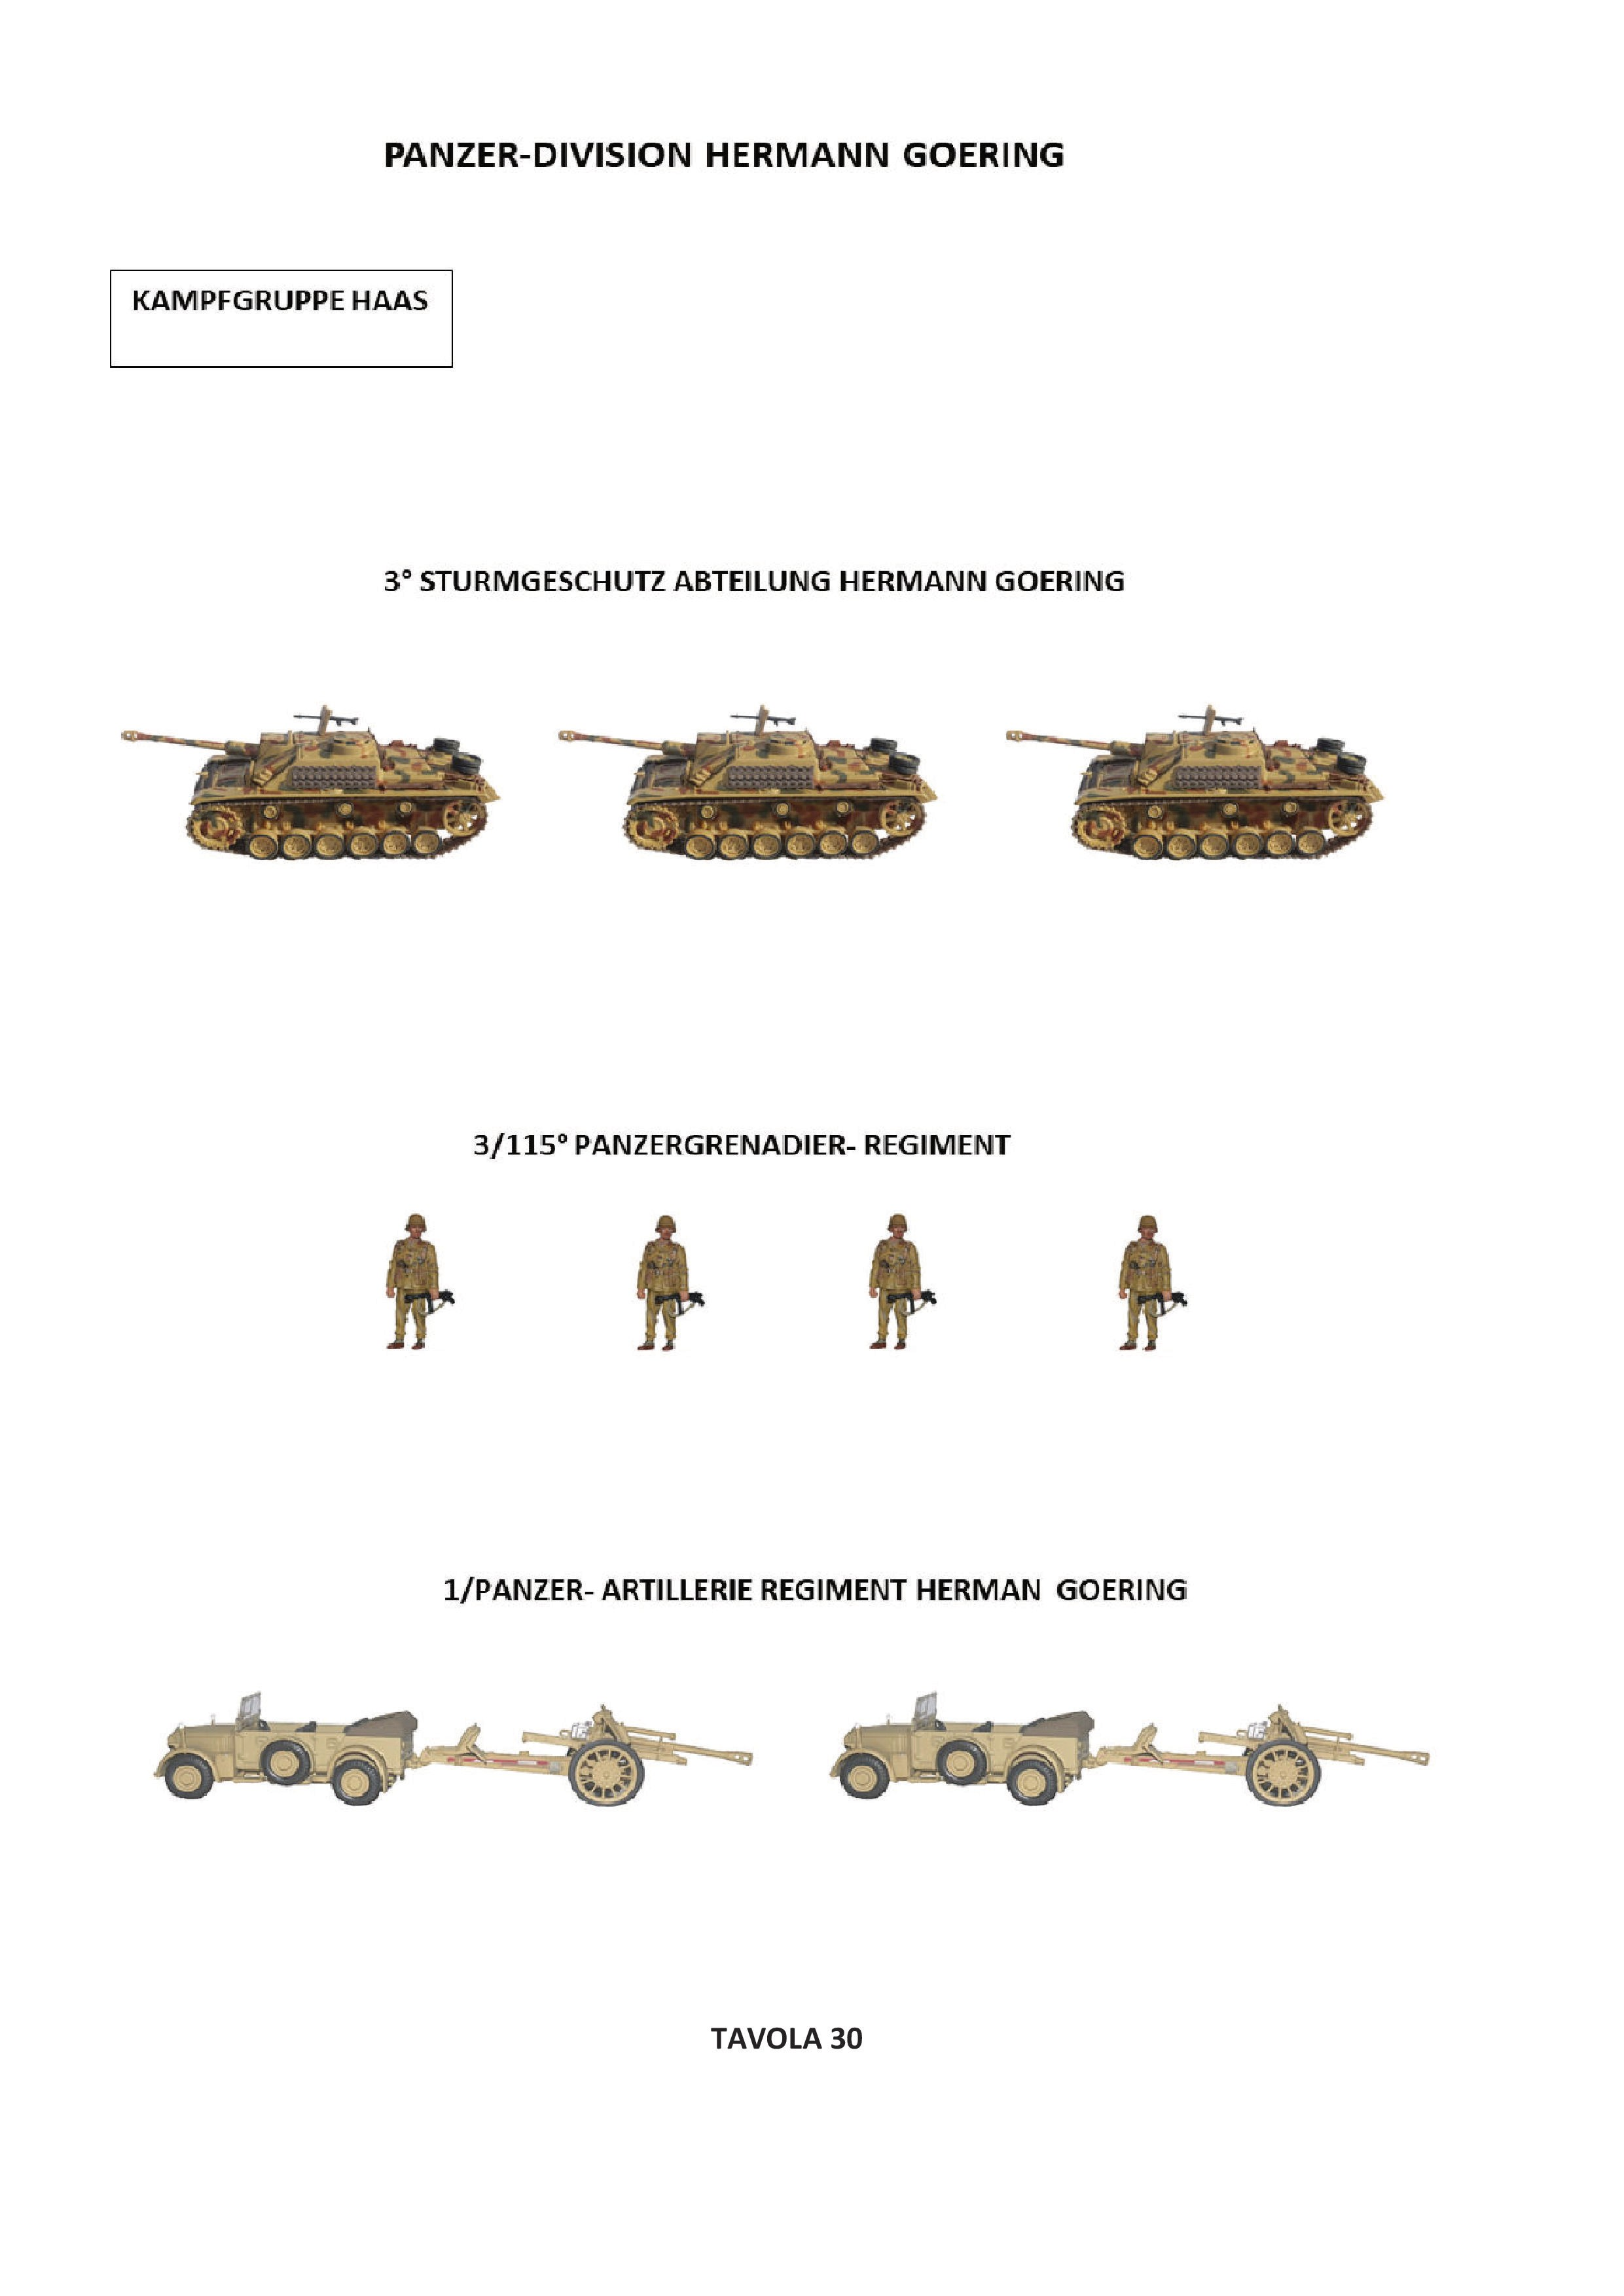 PANZER-DIVISION HERMANN GOERING
KAMPFGRUPPE HAAS
3° STURMGESCHUTZ ABTEILUNG HERMANN GOERING
3/115° PANZERGRENADIER- REGIMENT
1/PANZER- ARTILLERIE REGIMENT HERMAN GOERING
TAVOLA 30